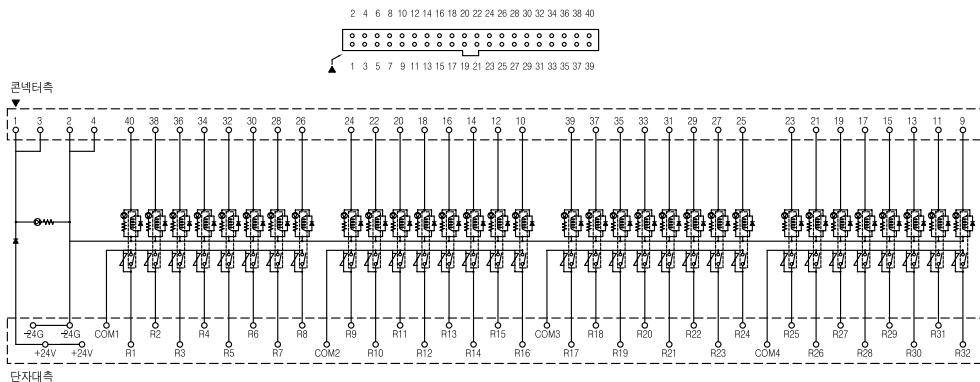 2 4 6 8 10 12 14 16 18 20 22 24 26 28 30 32 34 36 38 40
1 3 5 7 9 11 13 15 17 19 21 23 25 27 29 31 33 35 37 39
콘넥터측
1 3 2 4 40 38 36 34 32 30 28 26 24 22 20 18 16 14 12 10 39 37 35 33 31 29 27 25 23 21 19 17 15 13 11 9
-24G -24G COM1 R2 R4 R6 R8 R9 R11 R13 R15 COM3 R18 R20 R22 R24 R25 R27 R29 R31
+24V +24V R1 R3 R5 R7 COM2 R10 R12 R14 R16 R17 R19 R21 R23 COM4 R26 R28 R30 R32
단자대측